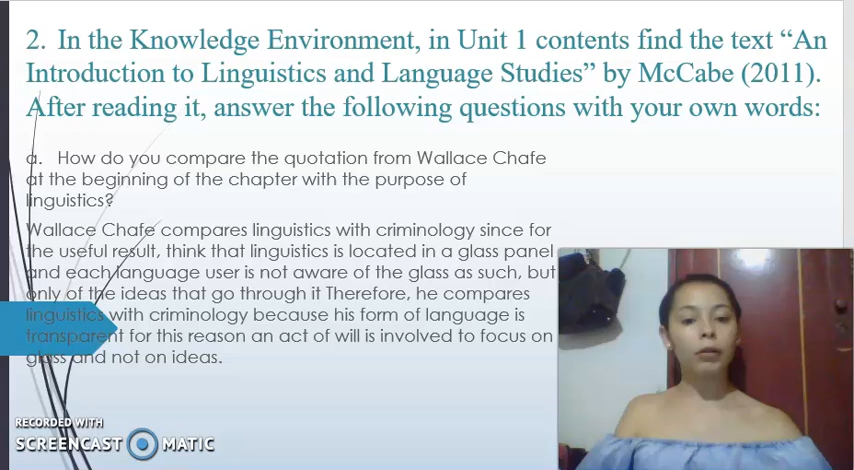 2. In the Knowledge Environment, in Unit 1 contents find the text “An
Introduction to Linguistics and Language Studies” by McCabe (2011).
After reading it, answer the following questions with your own words:
a. How do you compare the quotation from Wallace Chafe
at the beginning of the chapter with the purpose of
linguistics?
Wallace Chafe compares linguistics with criminology since for
the useful result, think that linguistics is located in a glass panel
and each language user is not aware of the glass as such, but
only of the ideas that go through it Therefore, he compares
linguistics with criminology because his form of language is
transparent for this reason an act of will is involved to focus on
glass and not on ideas.
RECORDED WITH
SCREENCAST MATIC